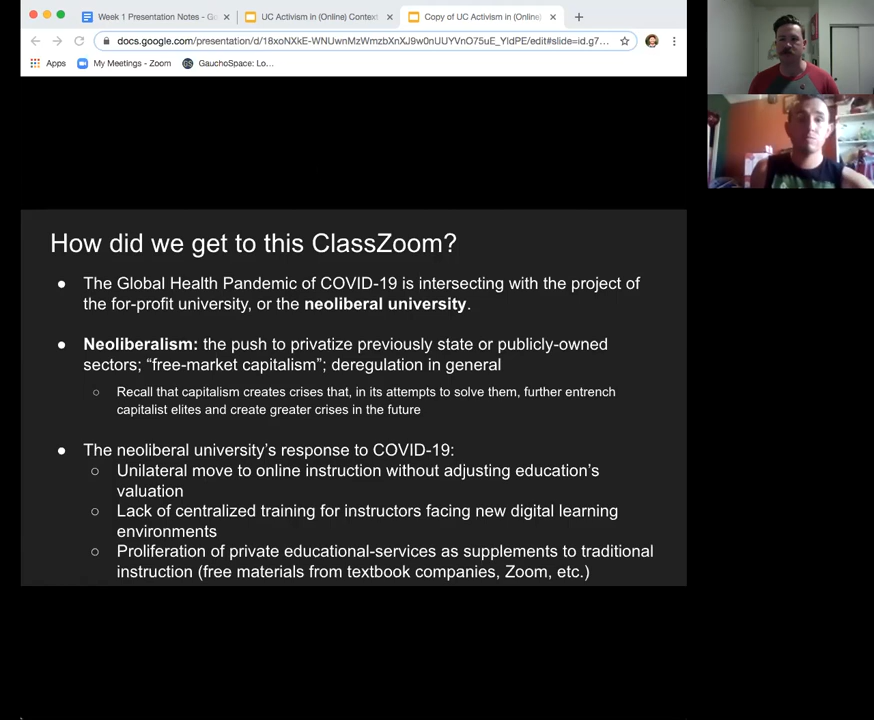 Week 1 Presentation Notes - Go
UC Activism in (Online) Context
Copy of UC Activism in (Online)
docs.google.com/presentation/d/18xoNXkE-WNUwnMzWmzbXnXJ9w0nUUYVnO75uE_YldPE/edit#slide=id.g7...
Apps
My Meetings - Zoom
GauchoSpace: Lo...
How did we get to this ClassZoom?
● The Global Health Pandemic of COVID-19 is intersecting with the project of
the for-profit university, or the neoliberal university.
● Neoliberalism: the push to privatize previously state or publicly-owned
sectors; “free-market capitalism”; deregulation in general
○ Recall that capitalism creates crises that, in its attempts to solve them, further entrench
capitalist elites and create greater crises in the future
● The neoliberal university’s response to COVID-19:
○ Unilateral move to online instruction without adjusting education’s
valuation
○ Lack of centralized training for instructors facing new digital learning
environments
○ Proliferation of private educational-services as supplements to traditional
instruction (free materials from textbook companies, Zoom, etc.)